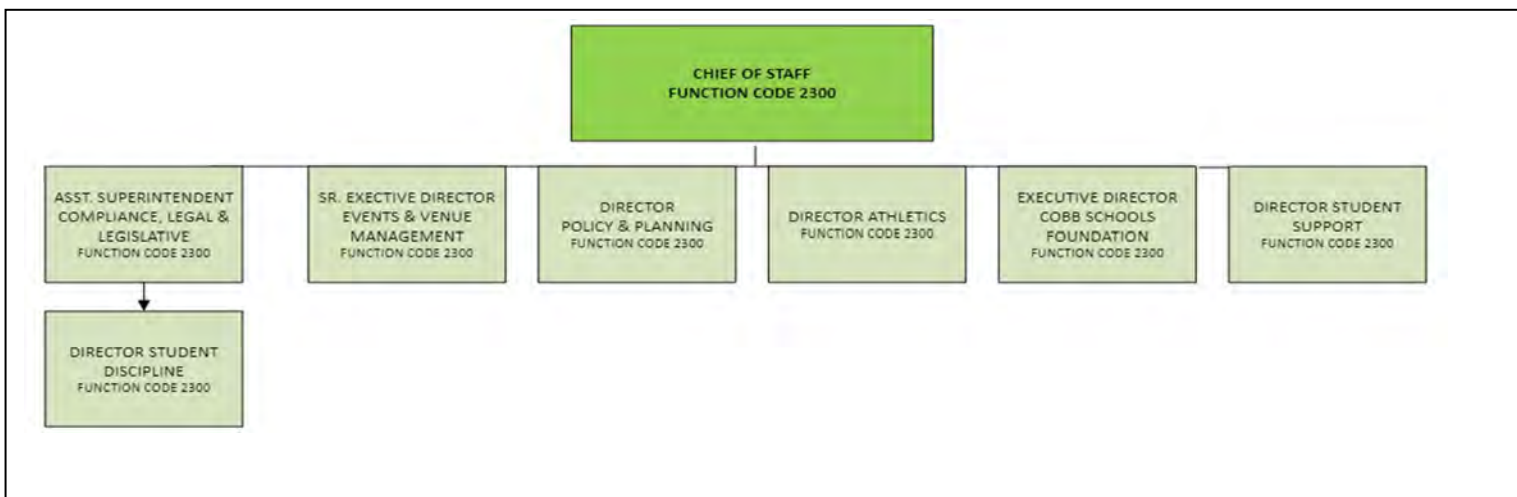 CHIEF OF STAFF
FUNCTION CODE 2300
ASST. SUPERINTENDENT
COMPLIANCE, LEGAL &
LEGISLATIVE
FUNCTION CODE 2300
SR. EXECTIVE DIRECTOR
EVENTS & VENUE
MANAGEMENT
FUNCTION CODE 2300
DIRECTOR
POLICY & PLANNING
FUNCTION CODE 2300
DIRECTOR ATHLETICS
FUNCTION CODE 2300
EXECUTIVE DIRECTOR
COBB SCHOOLS
FOUNDATION
FUNCTION CODE 2300
DIRECTOR STUDENT
SUPPORT
FUNCTION CODE 2300
DIRECTOR STUDENT
DISCIPLINE
FUNCTION CODE 2300